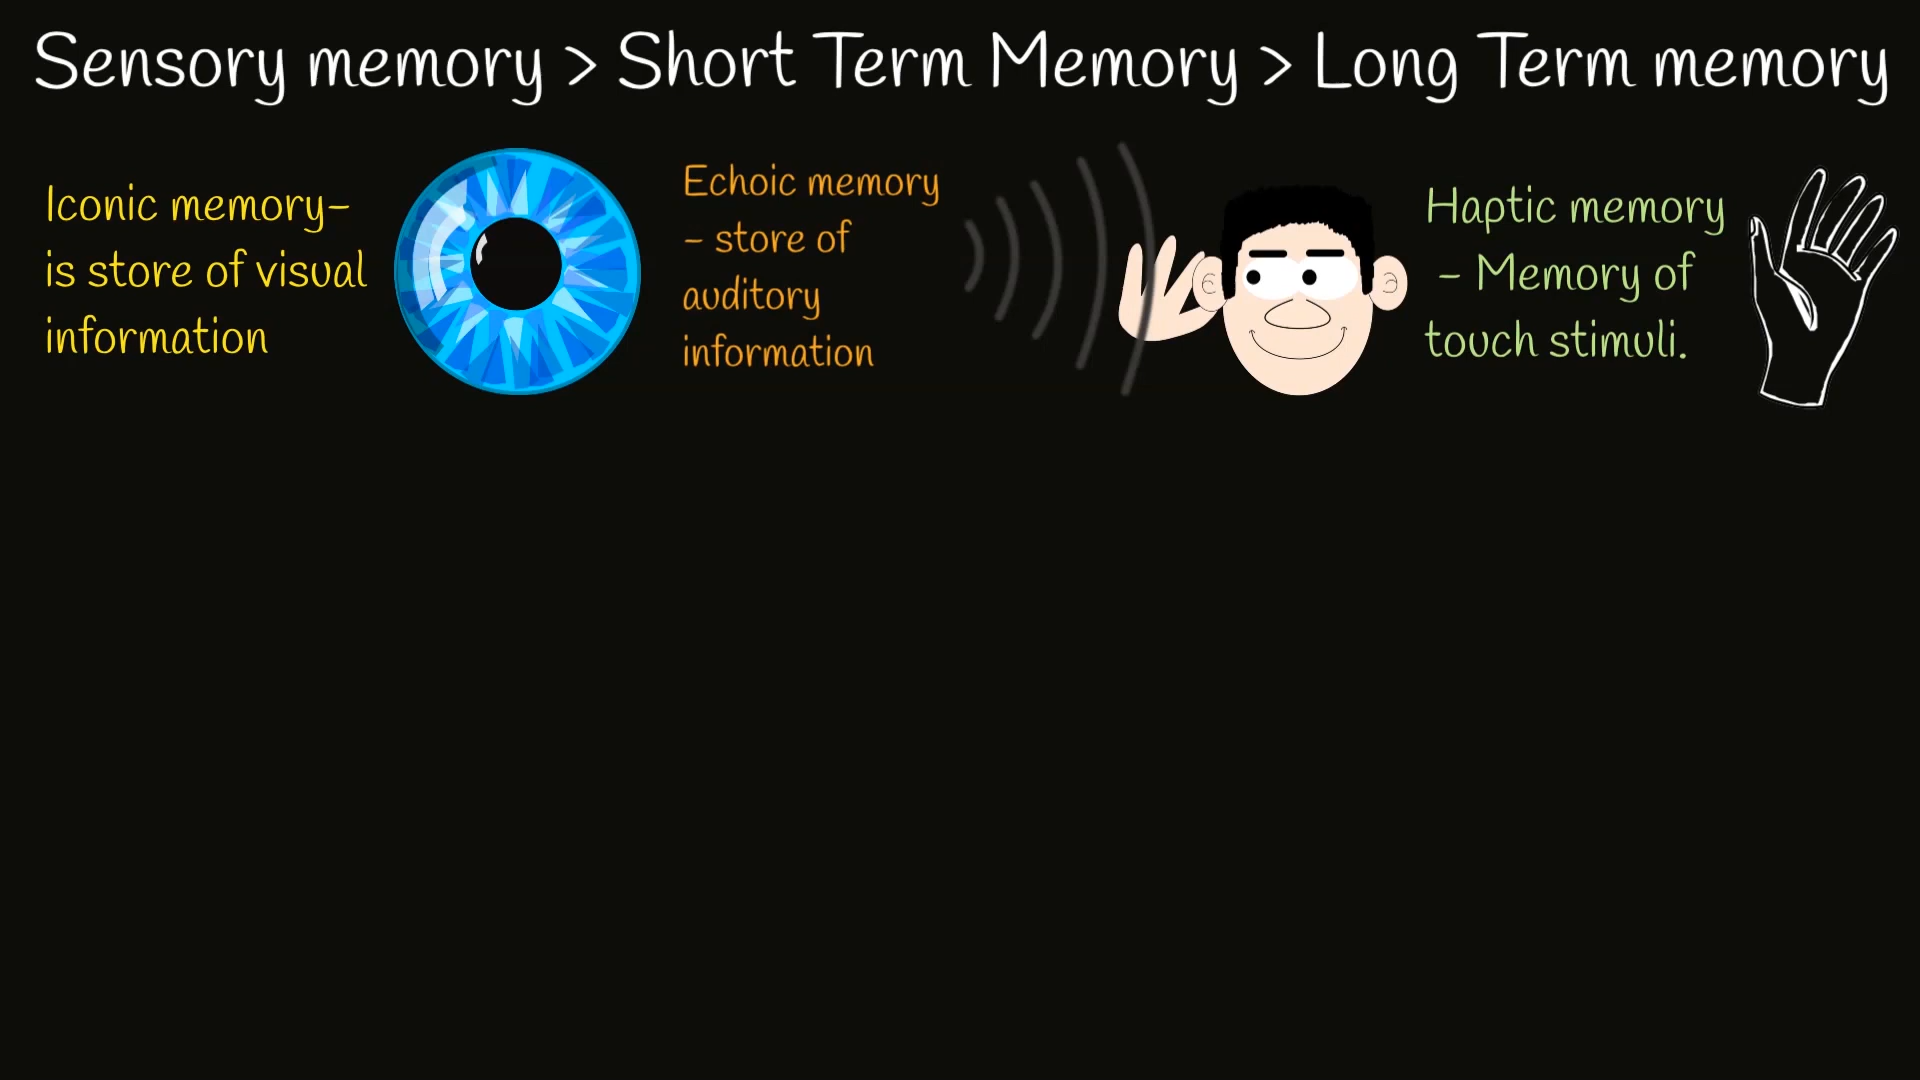 Sensory memory > Short Term Memory > Long Term memory
Iconic memory-
is store of visual
information
Echoic memory
- store of
auditory
information
Haptic memory
- Memory of
touch stimuli.